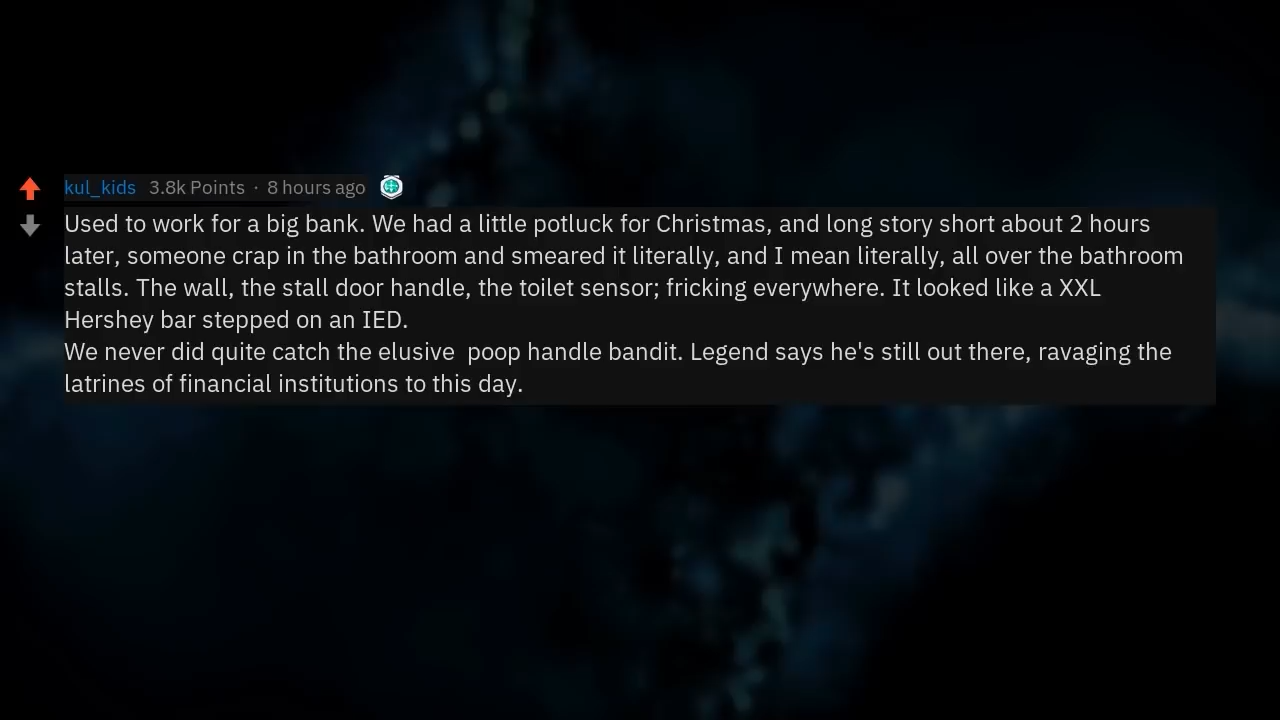 kul_kids 3.8k Points · 8 hours ago
Used to work for a big bank. We had a little potluck for Christmas, and long story short about 2 hours
later, someone crap in the bathroom and smeared it literally, and I mean literally, all over the bathroom
stalls. The wall, the stall door handle, the toilet sensor; fricking everywhere. It looked like a XXL
Hershey bar stepped on an IED.
We never did quite catch the elusive  poop handle bandit. Legend says he's still out there, ravaging the
latrines of financial institutions to this day.